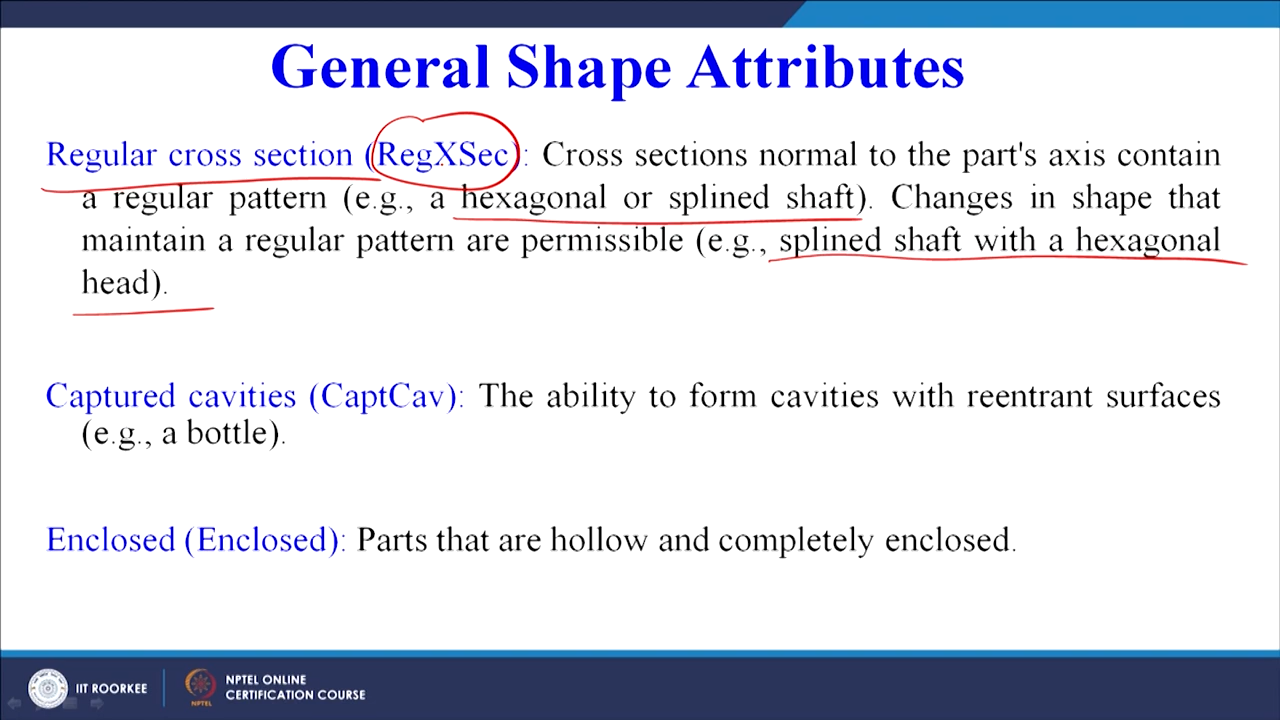 General Shape Attributes
Regular cross section (RegXSec): Cross sections normal to the part's axis contain
a regular pattern (e.g., a hexagonal or splined shaft). Changes in shape that
maintain a regular pattern are permissible (e.g., splined shaft with a hexagonal
head).
Captured cavities (CaptCav): The ability to form cavities with reentrant surfaces
(e.g., a bottle).
Enclosed (Enclosed): Parts that are hollow and completely enclosed.
IIT ROORKEE
NPTEL ONLINE
CERTIFICATION COURSE
NPTEL